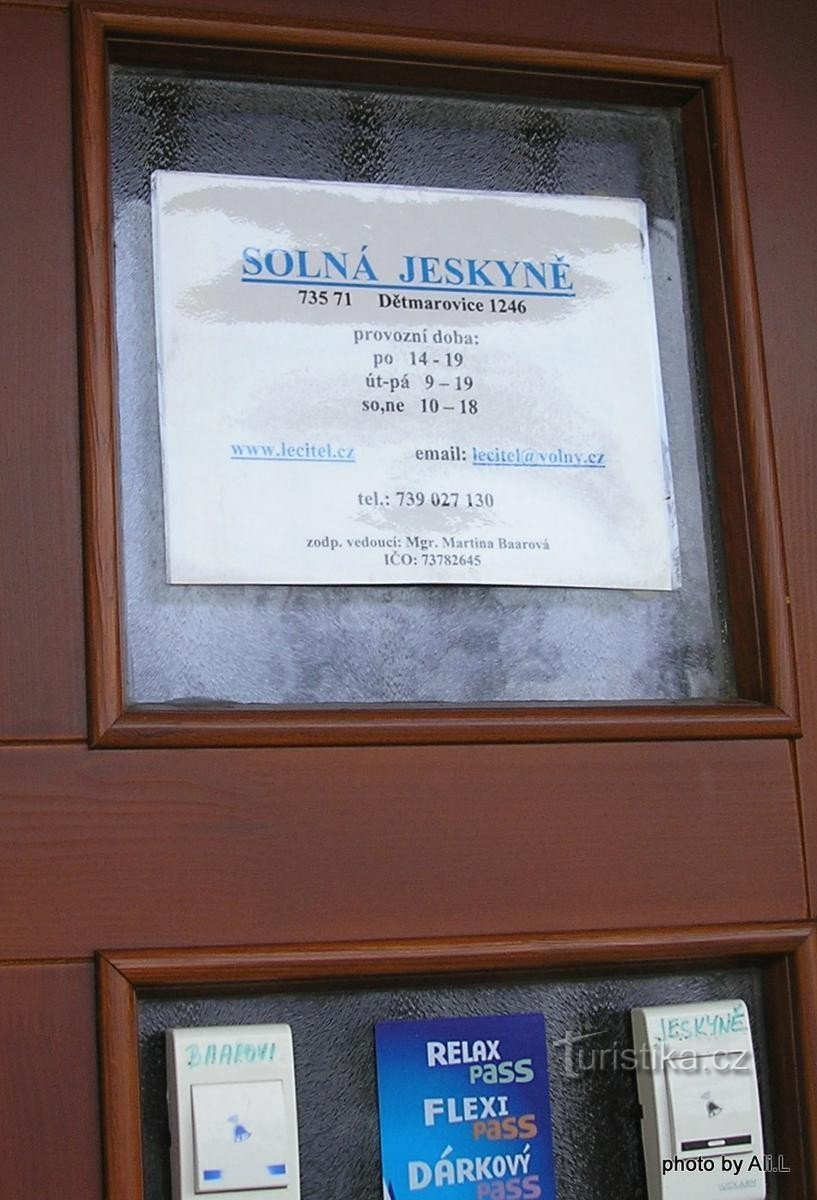 SOLNÁ JESKYNĚ
735 71 Dětmarovice 1246
provozní doba:
po 14 - 19
út-pá 9 – 19
so,ne 10 – 18
www.lecitel.cz email: lecitel@volny.cz
tel.: 739 027 130
zodp. vedoucí: Mgr. Martina Baarová
IČO: 73782645
BAAROVI
RELAX
pass
FLEXI
pass
DÁRKOVÝ
pass
JESKYNĚ
Turistika.cz
photo by Ali.L